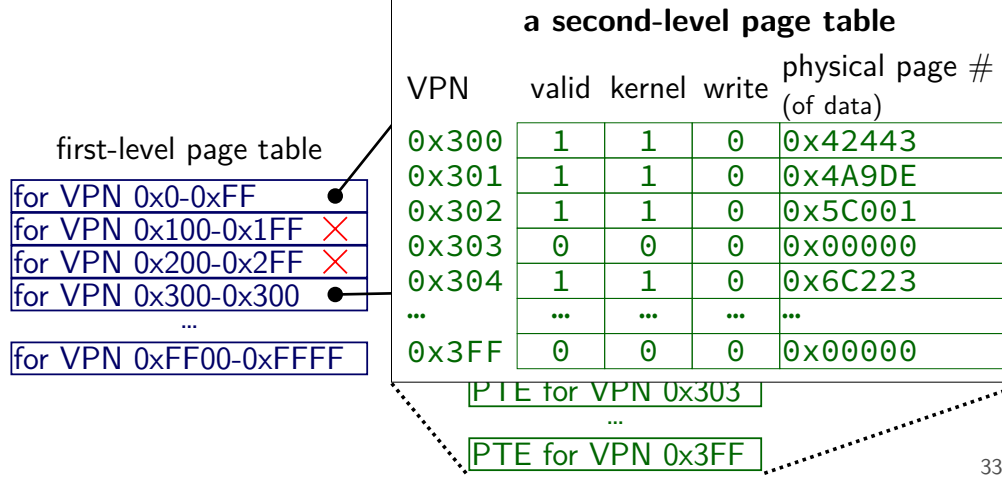 a second-level page table
VPN valid kernel write physical page #
(of data)
0x300 1 1 0 0x42443
0x301 1 1 0 0x4A9DE
0x302 1 1 0 0x5C001
0x303 0 0 0 0x00000
0x304 1 1 0 0x6C223
… … … … …
0x3FF 0 0 0 0x00000
first-level page table
for VPN 0x0-0xFF
for VPN 0x100-0x1FF
for VPN 0x200-0x2FF
for VPN 0x300-0x300
…
for VPN 0xFF00-0xFFFF
PTE for VPN 0x303
…
PTE for VPN 0x3FF
33